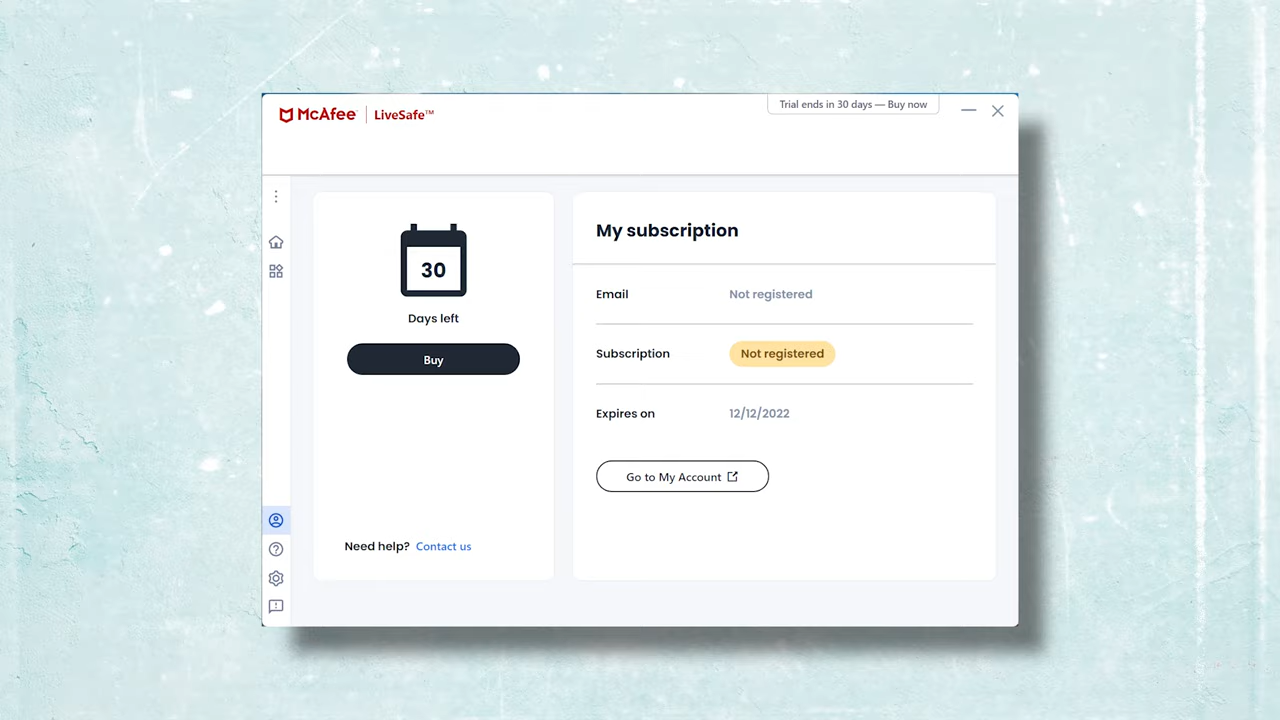 McAfee | LiveSafe™
Trial ends in 30 days — Buy now
30
Days left
Buy
Need help? Contact us
My subscription
Email Not registered
Subscription Not registered
Expires on 12/12/2022
Go to My Account